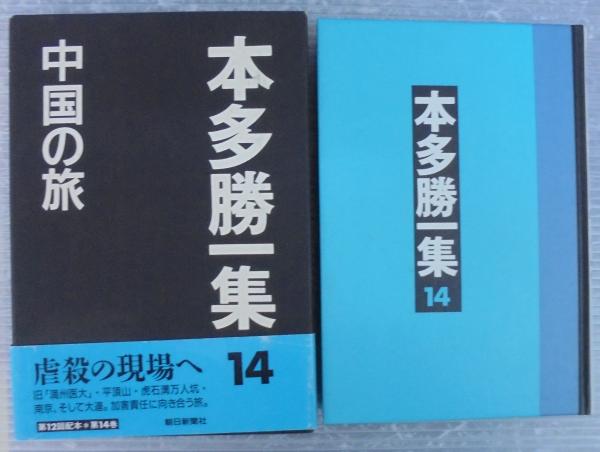 本多勝一集
中国の旅
14
虐殺の現場へ
旧「満州医大」・平頂山・虎石溝万人坑・
南京、そして大連。加害責任に向き合う旅。
第12回配本●第14巻
朝日新聞社
本多勝一集
14